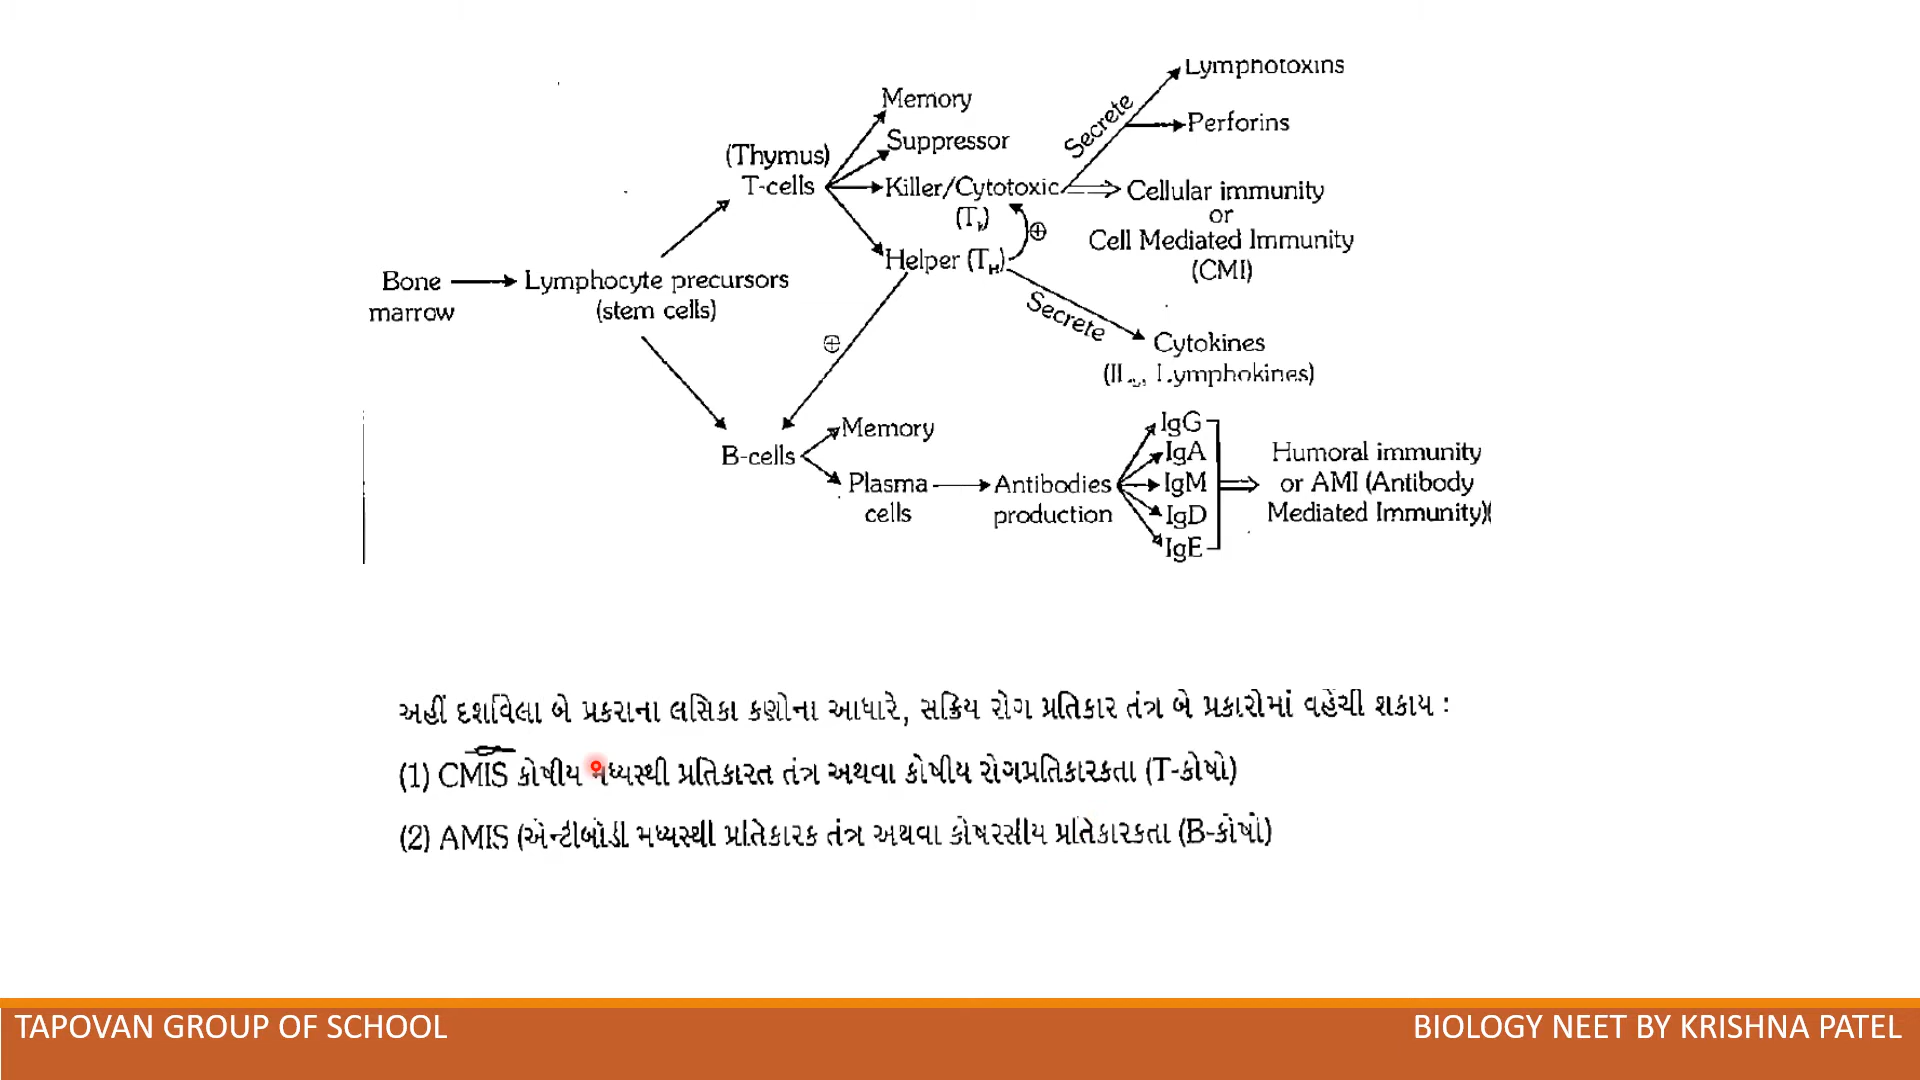 Lymphotoxins
Memory
Secrete
Perforins
Suppressor
(Thymus)
T-cells
Killer/Cytotoxic
(Tk)
Cellular immunity
or
Cell Mediated Immunity
(CMI)
Helper (TH)
Bone
marrow
Lymphocyte precursors
(stem cells)
Secrete
Cytokines
Lymphokines)
B-cells
Memory
Plasma
cells
Antibodies
production
IgG
IgA
IgM
IgD
IgE
Humoral immunity
or AMI (Antibody
Mediated Immunity)
અહીં દર્શાવેલા બે પ્રકરાના લસિકા કણોના આધારે, સક્રિય રોગ પ્રતિકાર તંત્ર બે પ્રકારોમાં વહેંચી શકાય :
(1) CMIS કોષીય મધ્યસ્થી પ્રતિકારત તંત્ર અથવા કોષીય રોગપ્રતિકારકતા (T-કોષો)
(2) AMIS (એન્ટીબોડી મધ્યસ્થી પ્રતિકારક તંત્ર અથવા કોષરસીય પ્રતિકારકતા (B-કોષો)
TAPOVAN GROUP OF SCHOOL
BIOLOGY NEET BY KRISHNA PATEL